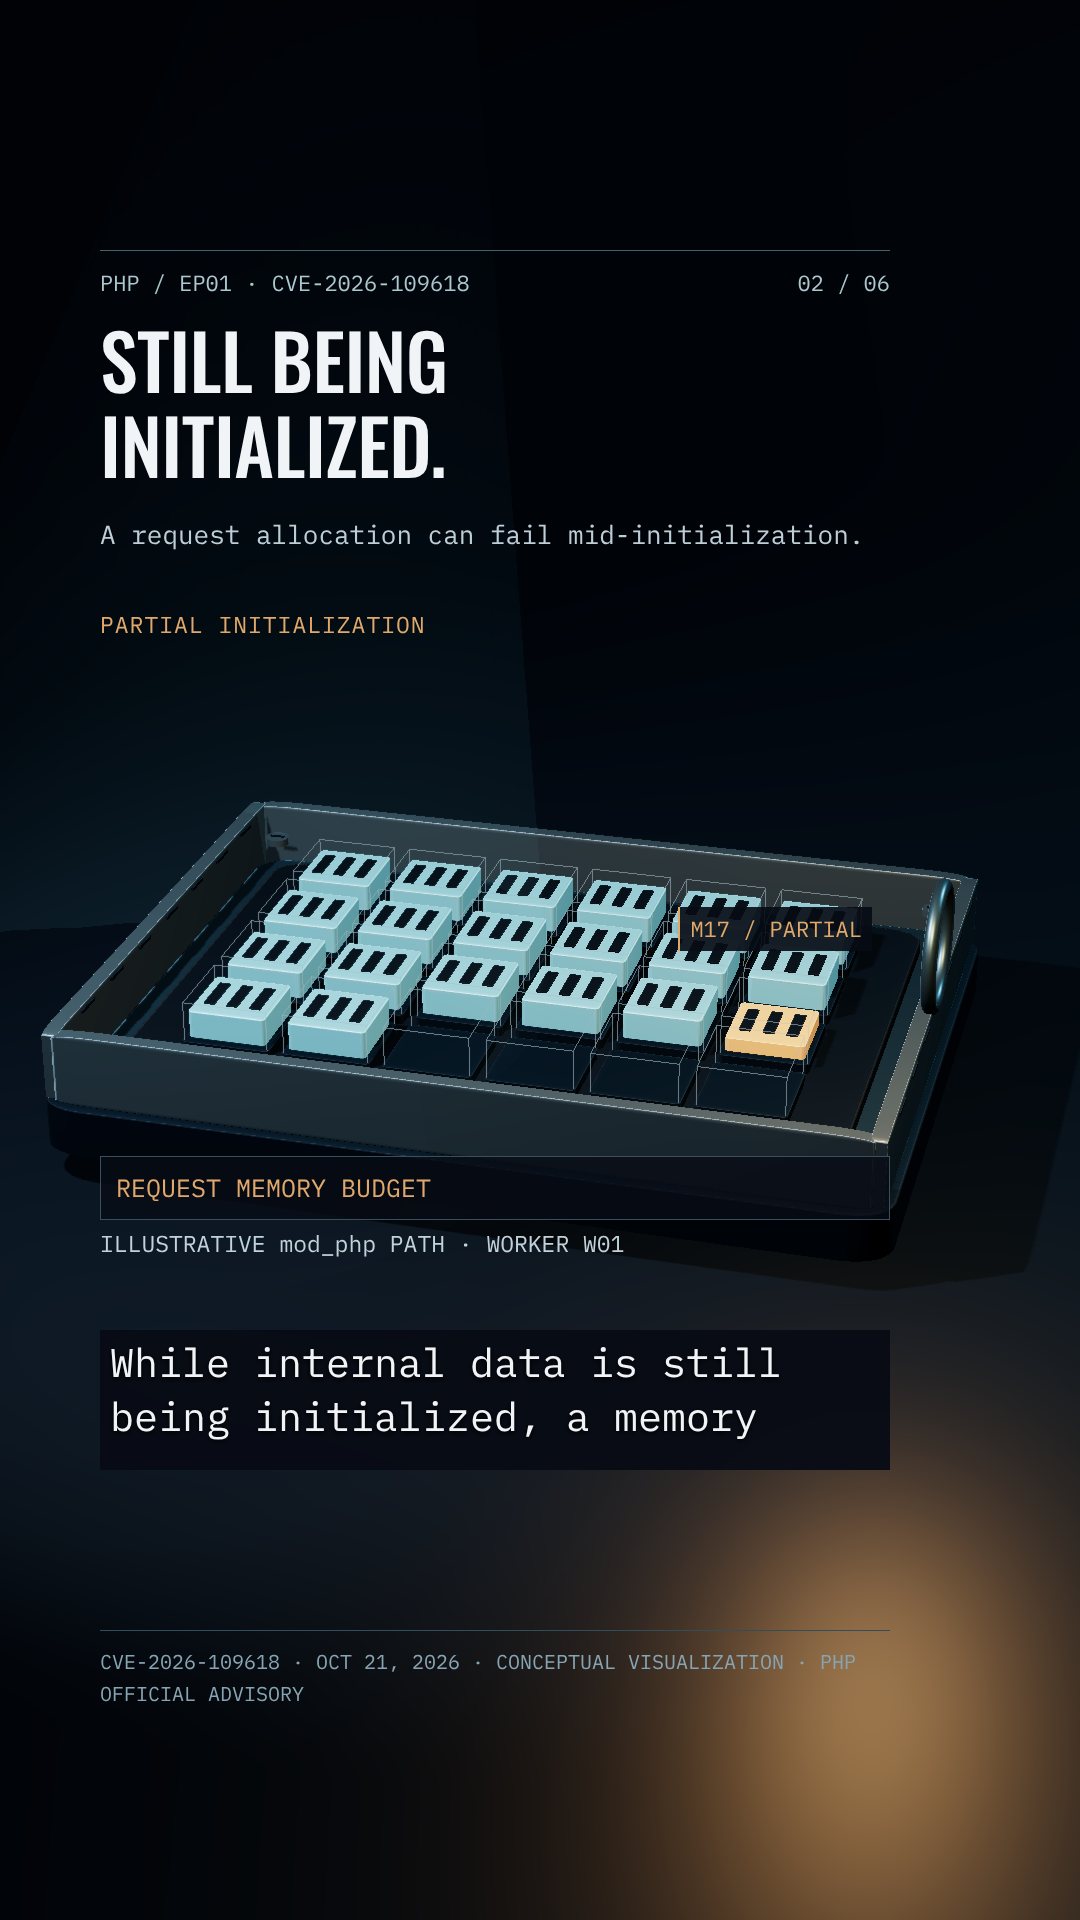 PHP / EP01 · CVE-2026-109618
02 / 06
STILL BEING
INITIALIZED.
A request allocation can fail mid-initialization.
PARTIAL INITIALIZATION
M17 / PARTIAL
REQUEST MEMORY BUDGET
ILLUSTRATIVE mod_php PATH · WORKER W01
While internal data is still
being initialized, a memory
CVE-2026-109618 · OCT 21, 2026 · CONCEPTUAL VISUALIZATION · PHP
OFFICIAL ADVISORY